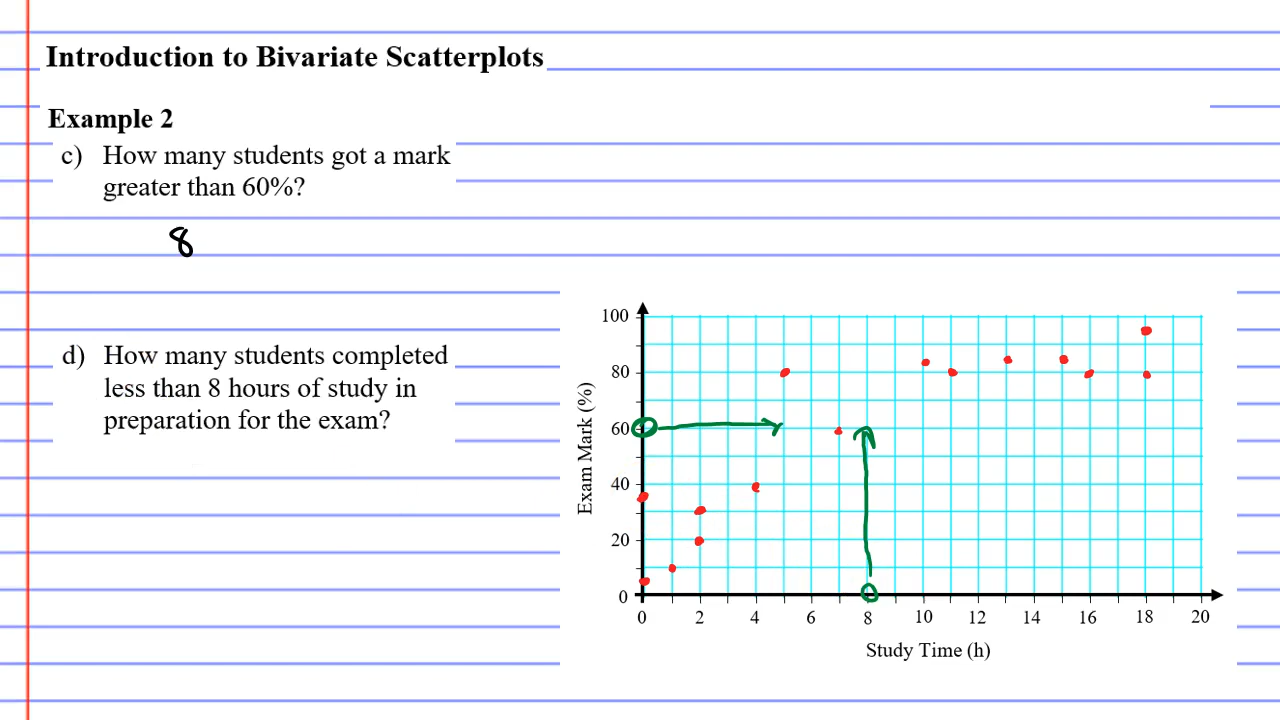 Introduction to Bivariate Scatterplots
Example 2
c) How many students got a mark
greater than 60%?
8
d) How many students completed
less than 8 hours of study in
preparation for the exam?
100
80
60
40
20
0
Exam Mark (%)
0 2 4 6 8 10 12 14 16 18 20
Study Time (h)